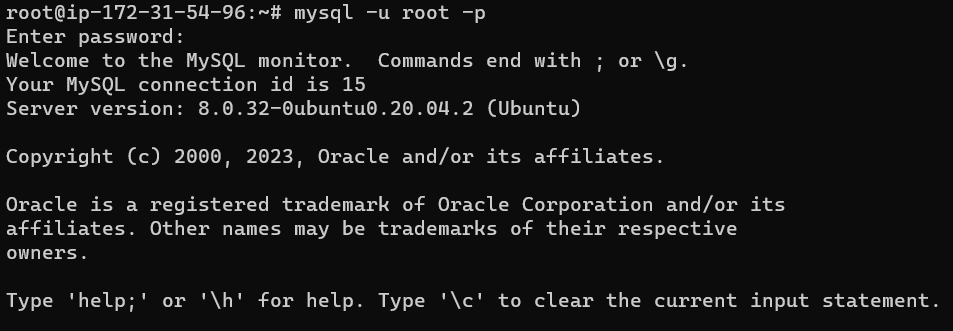 root@ip-172-31-54-96:~# mysql -u root -p
Enter password:
Welcome to the MySQL monitor.  Commands end with ; or \g.
Your MySQL connection id is 15
Server version: 8.0.32-0ubuntu0.20.04.2 (Ubuntu)
Copyright (c) 2000, 2023, Oracle and/or its affiliates.
Oracle is a registered trademark of Oracle Corporation and/or its
affiliates. Other names may be trademarks of their respective
owners.
Type 'help;' or '\h' for help. Type '\c' to clear the current input statement.